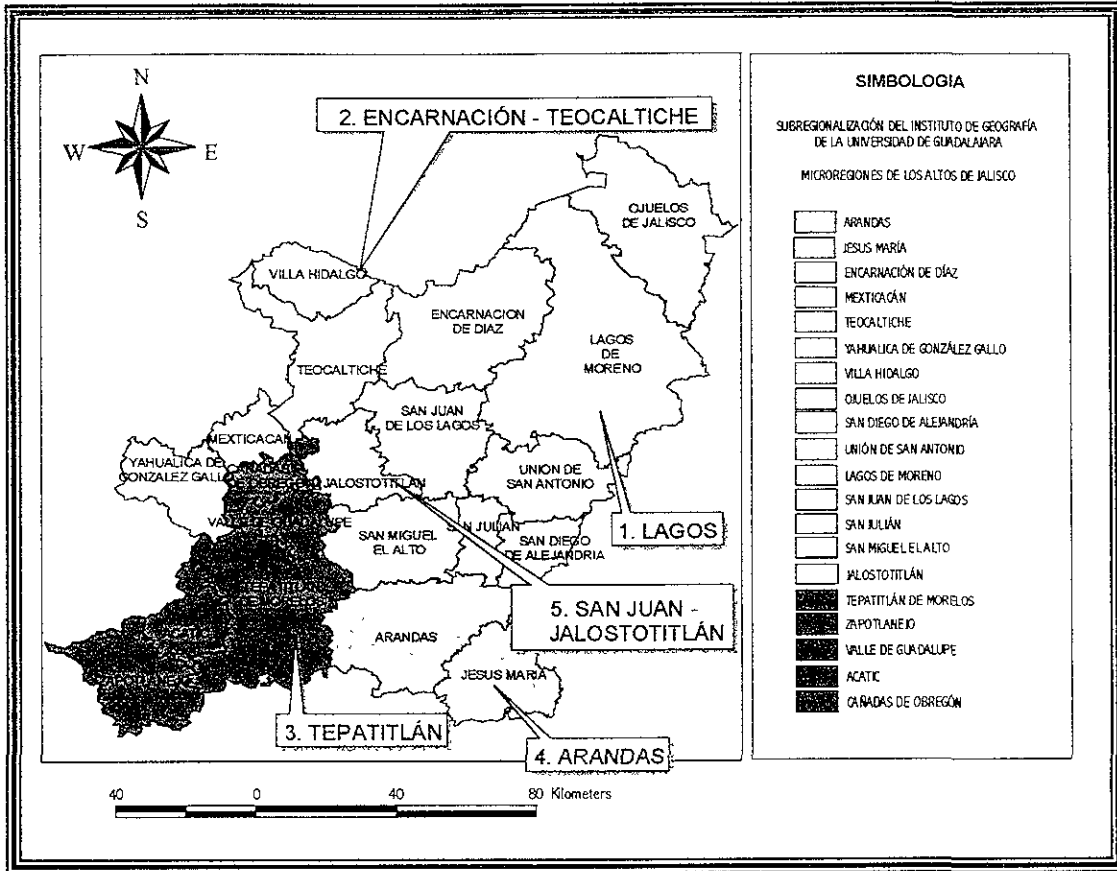 N
W E
S
2. ENCARNACIÓN - TEOCALTICHE
OJUELOS
DE JALISCO
VILLA HIDALGO
ENCARNACION
DE DIAZ
LAGOS
DE
MORENO
TEOCALTICHE
SAN JUAN
DE LOS LAGOS
MEXTICACAN
YAHUALICA DE
GONZALEZ GALLO
JALOSTOTITLÁN
UNIÓN DE
SAN ANTONIO
VALLE DE GUADALUPE
SAN MIGUEL
EL ALTO
JULIÁN
SAN DIEGO
DE ALEJANDRIA
1. LAGOS
5. SAN JUAN -
JALOSTOTITLÁN
ARANDAS
JESUS MARIA
3. TEPATITLÁN
4. ARANDAS
40 0 80 Kilometers
SIMBOLOGIA
SUBREGIONALIZACIÓN DEL INSTITUTO DE GEOGRAFÍA
DE LA UNIVERSIDAD DE GUADALAJARA
MICROREGIONES DE LOS ALTOS DE JALISCO
ARANDAS
JESUS MARÍA
ENCARNACIÓN DE DÍAZ
MEXTICACÁN
TEOCALTICHE
YAHUALICA DE GONZÁLEZ GALLO
VILLA HIDALGO
OJUELOS DE JALISCO
SAN DIEGO DE ALEJANDRÍA
UNIÓN DE SAN ANTONIO
LAGOS DE MORENO
SAN JUAN DE LOS LAGOS
SAN JULIÁN
SAN MIGUEL EL ALTO
JALOSTOTITLÁN
TEPATITLÁN DE MORELOS
ZAPOTLANEJO
VALLE DE GUADALUPE
ACATIC
CAÑADAS DE OBREGÓN